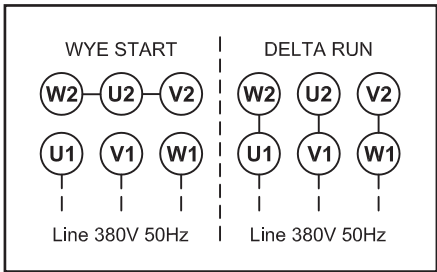 WYE START
W2 U2 V2
U1 V1 W1
Line 380V 50Hz
DELTA RUN
W2 U2 V2
U1 V1 W1
Line 380V 50Hz